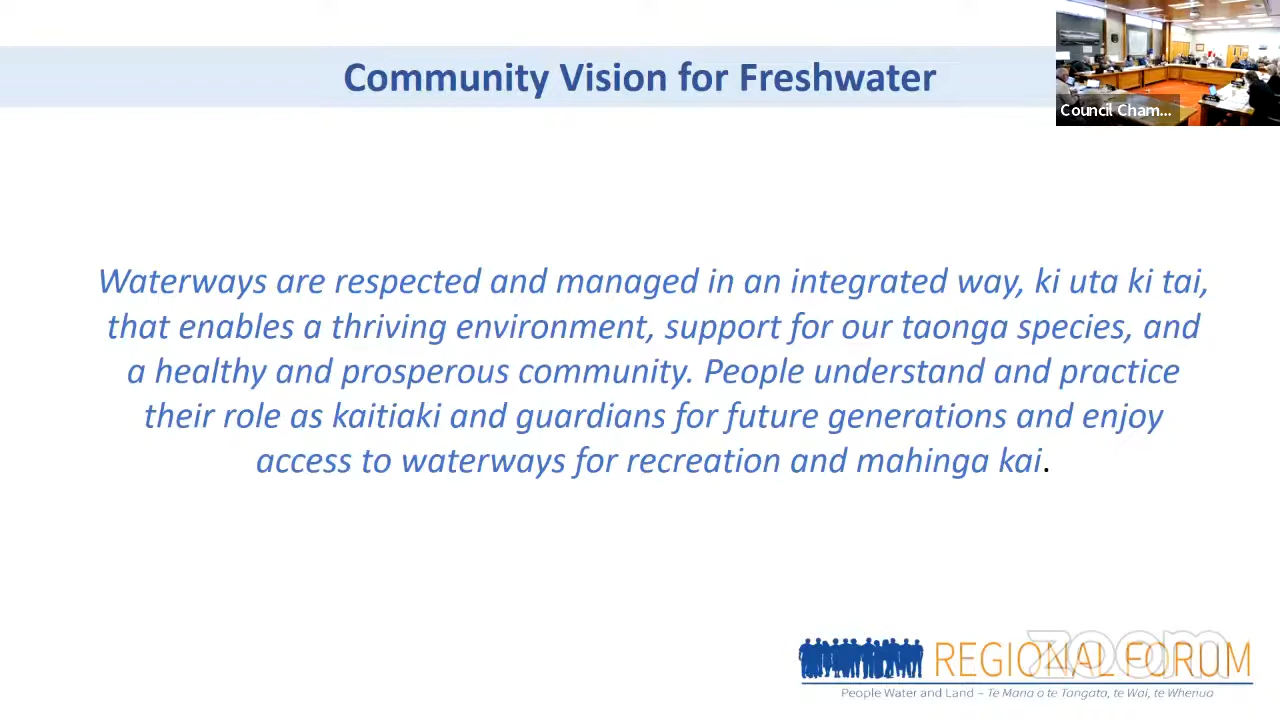 Community Vision for Freshwater
Council Cham...
Waterways are respected and managed in an integrated way, ki uta ki tai,
that enables a thriving environment, support for our taonga species, and
a healthy and prosperous community. People understand and practice
their role as kaitiaki and guardians for future generations and enjoy
access to waterways for recreation and mahinga kai.
zoom
REGIONAL FORUM
People Water and Land – Te Mana o te Tangata, te Wai, te Whenua